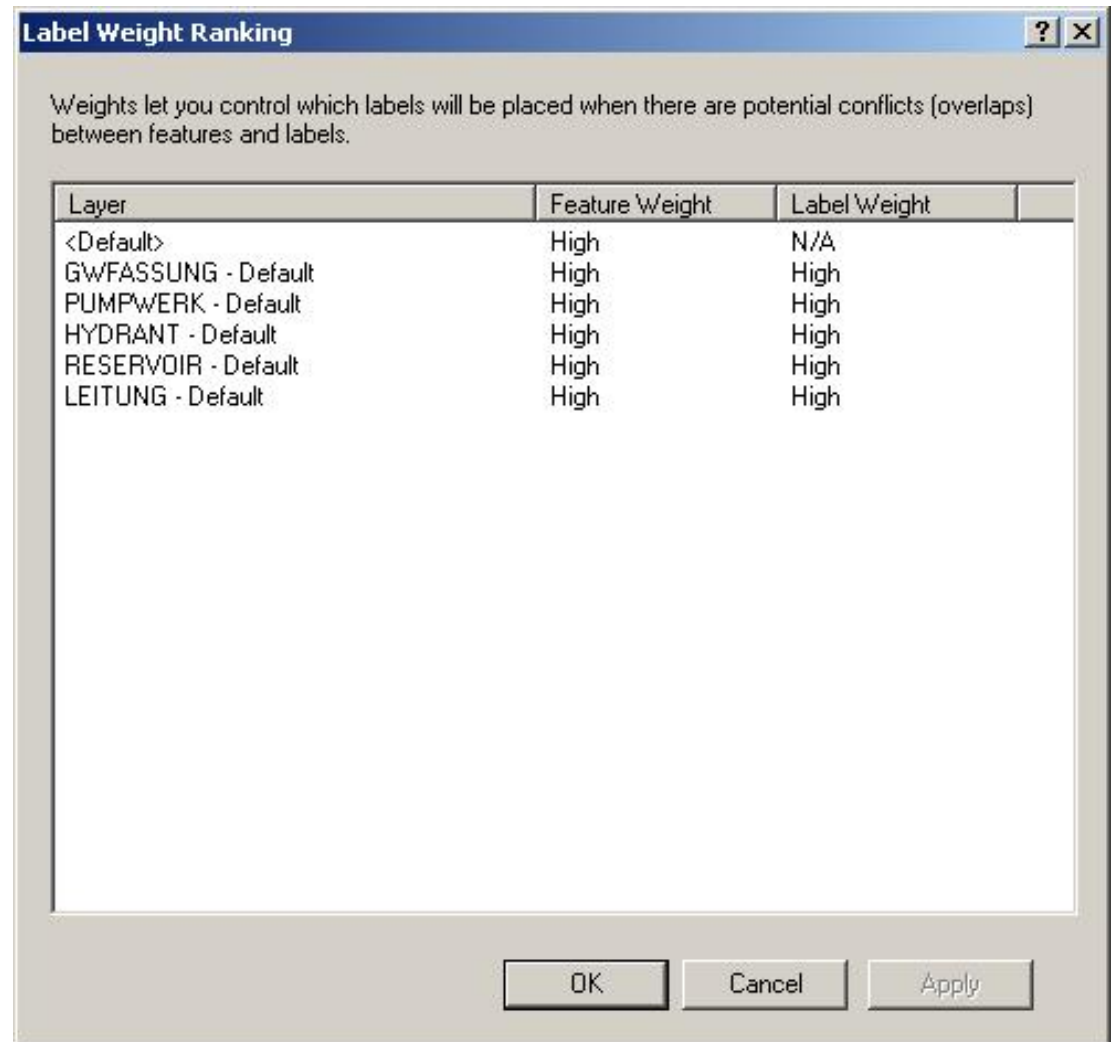 Label Weight Ranking
Weights let you control which labels will be placed when there are potential conflicts (overlaps)
between features and labels.
Layer Feature Weight Label Weight
<Default> High N/A
GWFASSUNG - Default High High
PUMPWERK - Default High High
HYDRANT - Default High High
RESERVOIR - Default High High
LEITUNG - Default High High
OK Cancel Apply